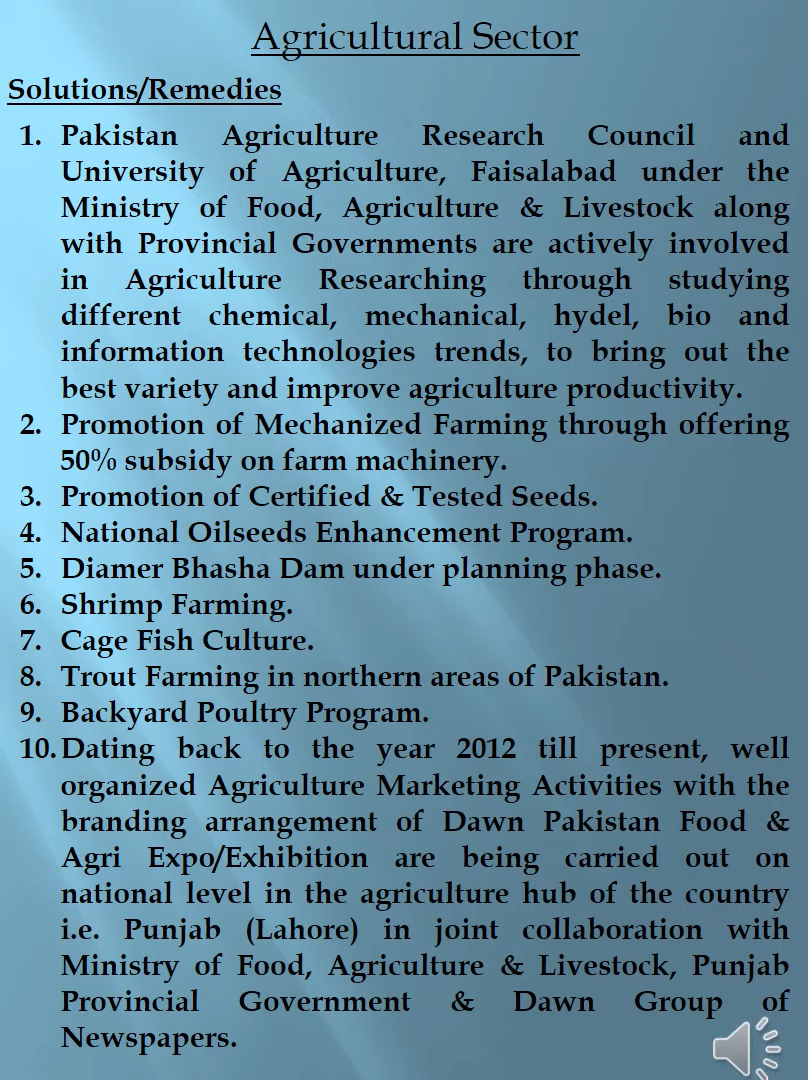 Agricultural Sector
Solutions/Remedies
1. Pakistan Agriculture Research Council and
University of Agriculture, Faisalabad under the
Ministry of Food, Agriculture & Livestock along
with Provincial Governments are actively involved
in Agriculture Researching through studying
different chemical, mechanical, hydel, bio and
information technologies trends, to bring out the
best variety and improve agriculture productivity.
2. Promotion of Mechanized Farming through offering
50% subsidy on farm machinery.
3. Promotion of Certified & Tested Seeds.
4. National Oilseeds Enhancement Program.
5. Diamer Bhasha Dam under planning phase.
6. Shrimp Farming.
7. Cage Fish Culture.
8. Trout Farming in northern areas of Pakistan.
9. Backyard Poultry Program.
10. Dating back to the year 2012 till present, well
organized Agriculture Marketing Activities with the
branding arrangement of Dawn Pakistan Food &
Agri Expo/Exhibition are being carried out on
national level in the agriculture hub of the country
i.e. Punjab (Lahore) in joint collaboration with
Ministry of Food, Agriculture & Livestock, Punjab
Provincial Government & Dawn Group of
Newspapers.